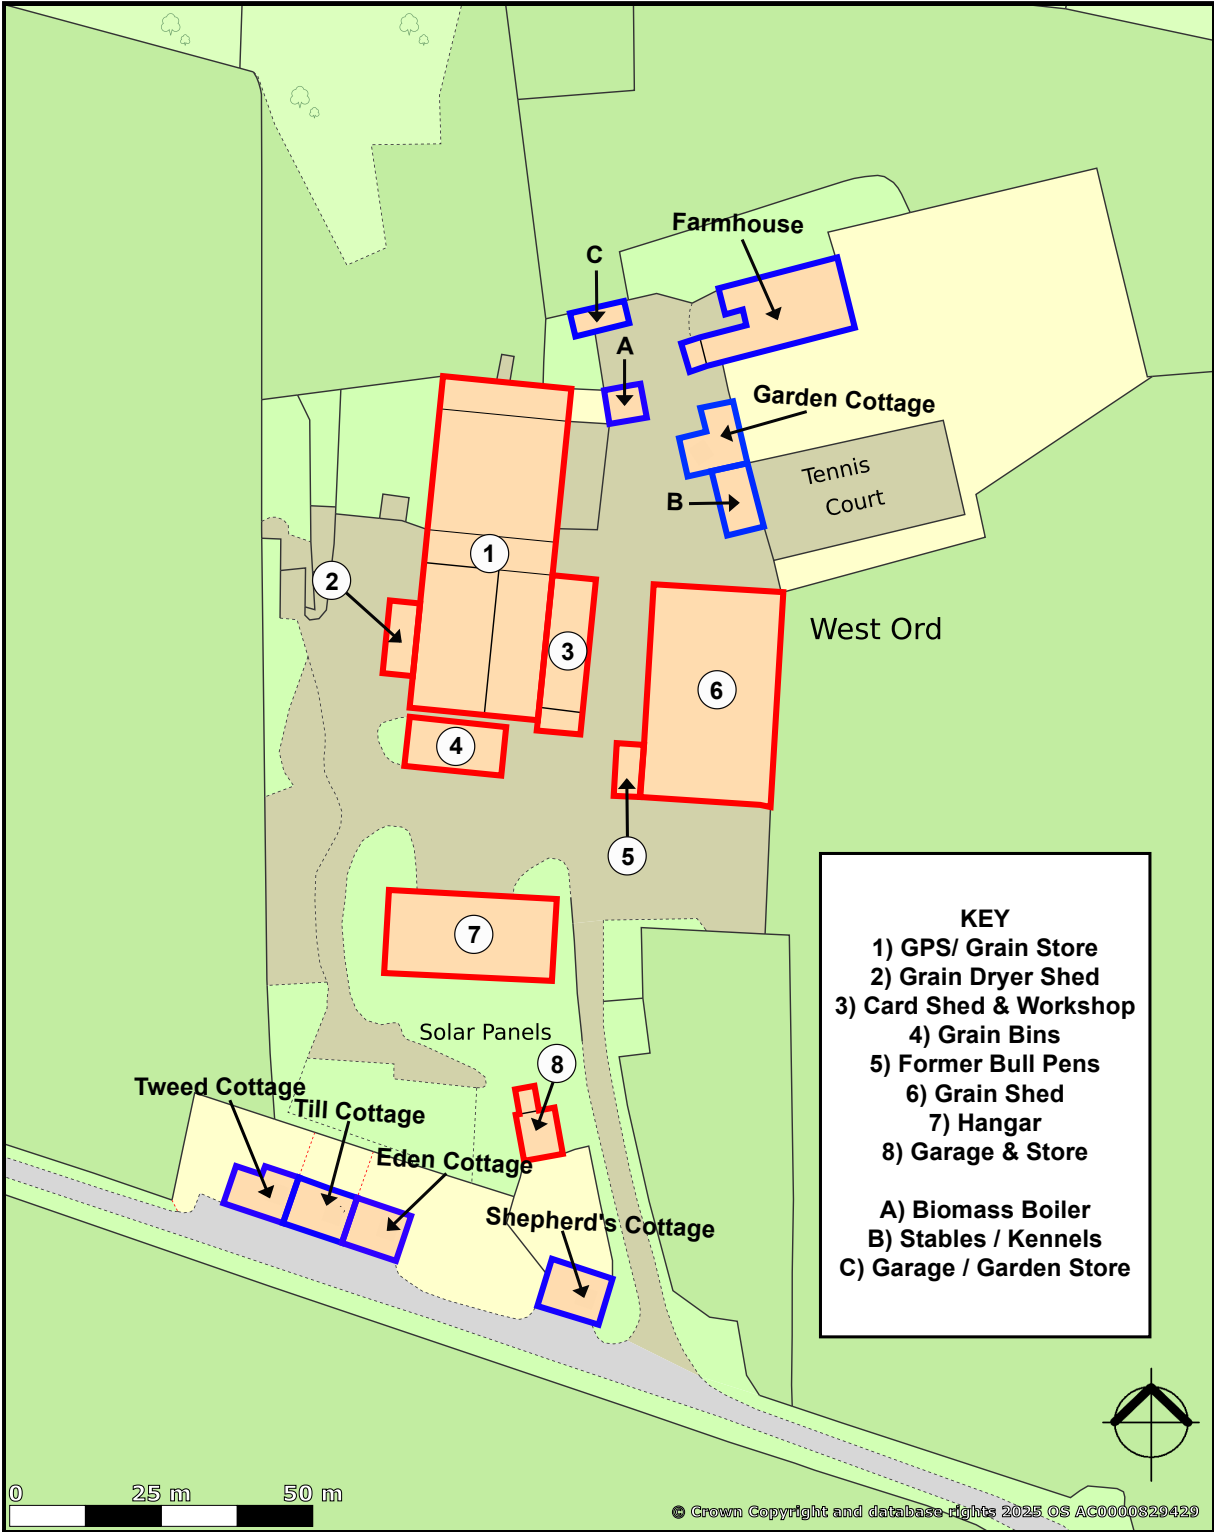 Farmhouse
C
A
Garden Cottage
Tennis
Court
B
1
2
West Ord
3
6
4
5
7
Solar Panels
8
Tweed Cottage
Till Cottage
Eden Cottage
Shepherd's Cottage
KEY
1) GPS/ Grain Store
2) Grain Dryer Shed
3) Card Shed & Workshop
4) Grain Bins
5) Former Bull Pens
6) Grain Shed
7) Hangar
8) Garage & Store
A) Biomass Boiler
B) Stables / Kennels
C) Garage / Garden Store
0 25 m 50 m
© Crown Copyright and database rights 2025 OS AC0000829429